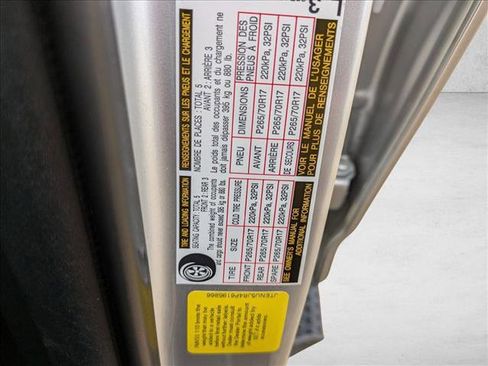 TIRE AND LOADING INFORMATION
SEATING CAPACITY TOTAL 5 FRONT 2 : REAR 3
The combined weight of occupants
and cargo should never exceed 395 kg or 880 lbs.
TIRE SIZE COLD TIRE PRESSURE
FRONT P265/70R17 220kPa, 32PSI
REAR P265/70R17 220kPa, 32PSI
SPARE P265/70R17 220kPa, 32PSI
SEE OWNER'S MANUAL FOR
ADDITIONAL INFORMATION
RENSEIGNEMENTS SUR LES PNEUS ET LE CHARGEMENT
NOMBRE DE PLACES TOTAL 5
AVANT 2 : ARRIÈRE 3
Le poids total des occupants et du chargement ne
doit jamais dépasser 395 kg ou 880 lb.
PNEU DIMENSIONS PRESSION DES
PNEUS À FROID
AVANT P265/70R17 220kPa, 32PSI
ARRIÈRE P265/70R17 220kPa, 32PSI
DE SECOURS P265/70R17 220kPa, 32PSI
VOIR LE MANUEL DE L'USAGER
POUR PLUS DE RENSEIGNEMENTS